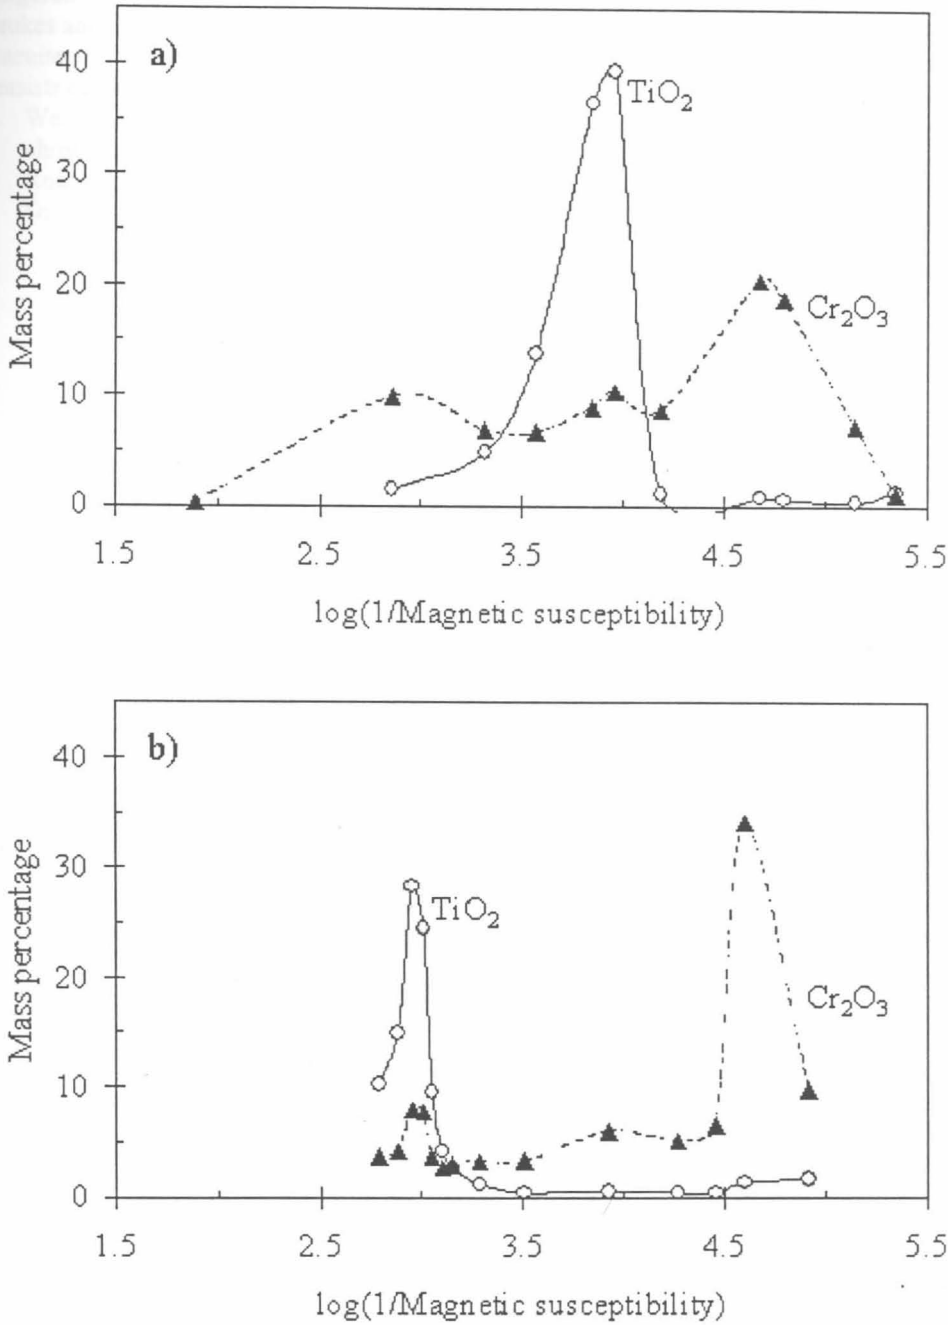 a)
40
TiO₂
30
Mass percentage
20
Cr₂O₃
10
0
1.5 2.5 3.5 4.5 5.5
log(1/Magnetic susceptibility)
b)
40
30
TiO₂
Mass percentage
20
Cr₂O₃
10
0
1.5 2.5 3.5 4.5 5.5
log(1/Magnetic susceptibility)